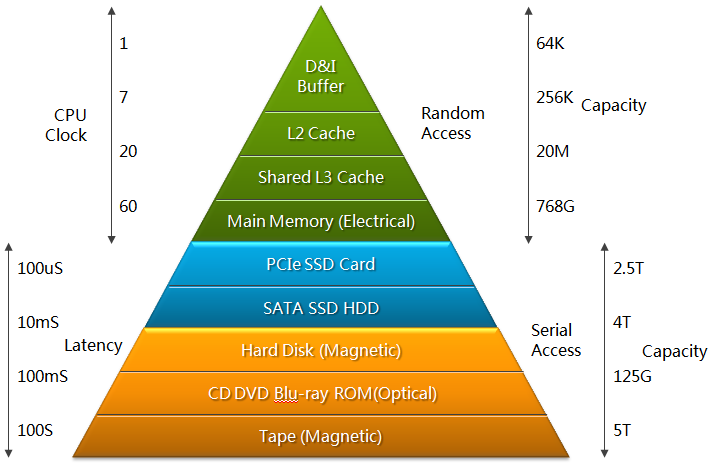 1
64K
D&I
Buffer
7
256K
CPU
Clock
Random
Access
Capacity
L2 Cache
20
20M
Shared L3 Cache
60
Main Memory (Electrical)
768G
100uS
PCIe SSD Card
2.5T
10mS
SATA SSD HDD
4T
Latency
Hard Disk (Magnetic)
Serial
Access
Capacity
100mS
CD DVD Blu-ray ROM(Optical)
125G
100S
Tape (Magnetic)
5T